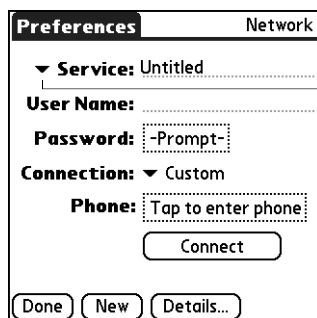 Preferences Network
Service: Untitled
User Name:
Password: -Prompt-
Connection: Custom
Phone: Tap to enter phone
Connect
Done New Details...